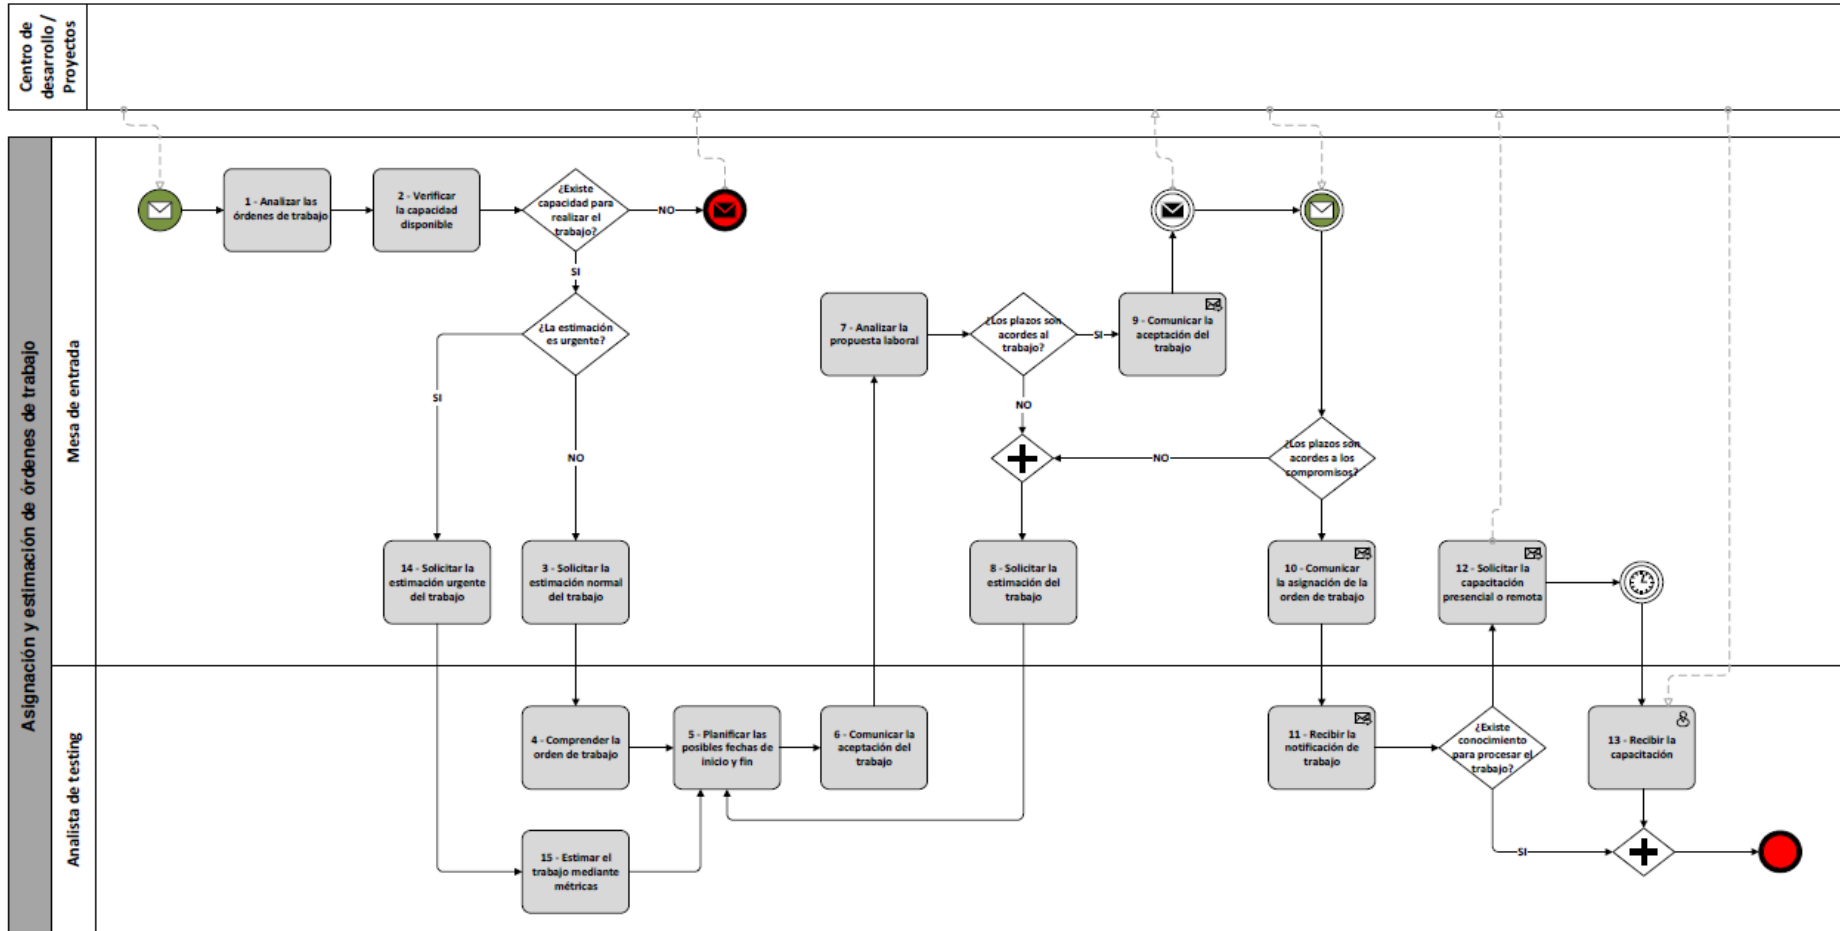 Centro de
desarrollo /
Proyectos
Asignación y estimación de órdenes de trabajo
Mesa de entrada
1 - Analizar las
órdenes de trabajo
2 - Verificar
la capacidad
disponible
¿Existe
capacidad para
realizar el
trabajo?
NO
SI
¿La estimación
es urgente?
SI
NO
7 - Analizar la
propuesta laboral
¿Los plazos son
acordes al
trabajo?
SI
NO
9 - Comunicar la
aceptación del
trabajo
¿Los plazos son
acordes a los
compromisos?
NO
14 - Solicitar la
estimación urgente
del trabajo
3 - Solicitar la
estimación normal
del trabajo
8 - Solicitar la
estimación del
trabajo
10 - Comunicar
la asignación de la
orden de trabajo
12 - Solicitar la
capacitación
presencial o remota
Analista de testing
4 - Comprender la
orden de trabajo
5 - Planificar las
posibles fechas de
inicio y fin
6 - Comunicar la
aceptación del
trabajo
11 - Recibir la
notificación de
trabajo
¿Existe
conocimiento
para procesar el
trabajo?
13 - Recibir la
capacitación
SI
15 - Estimar el
trabajo mediante
métricas